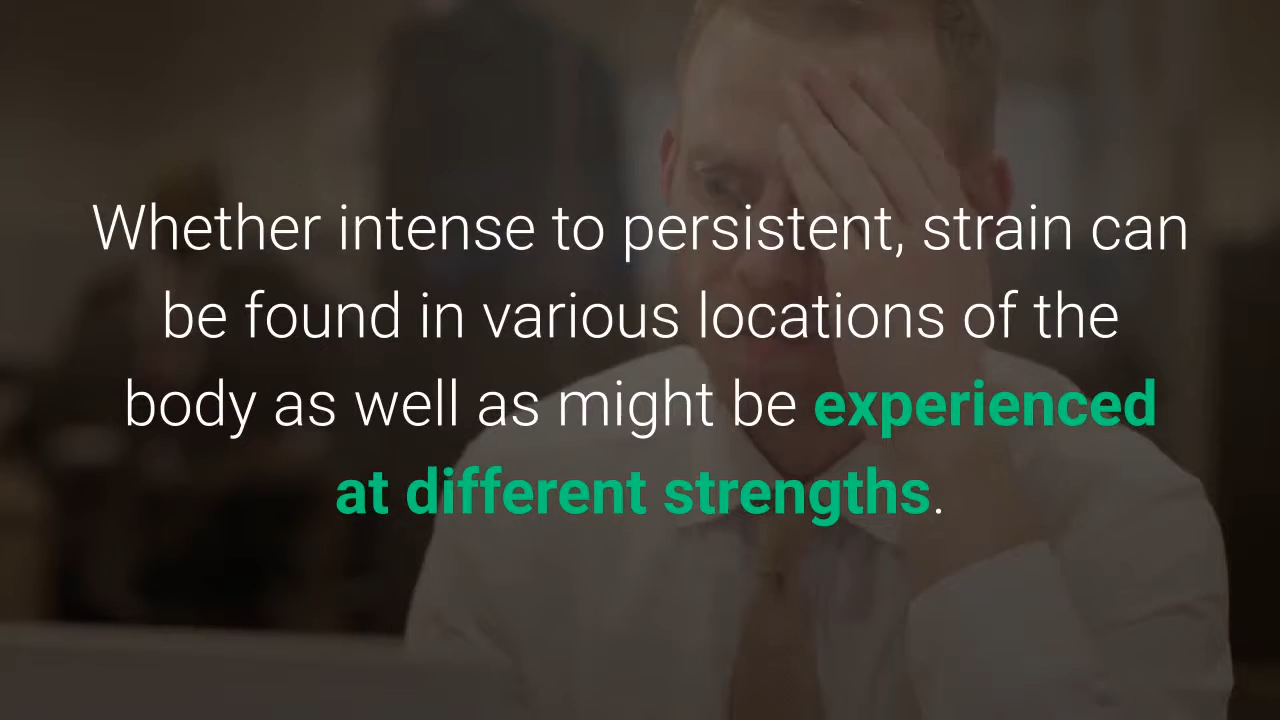 Whether intense to persistent, strain can
be found in various locations of the
body as well as might be experienced
at different strengths.